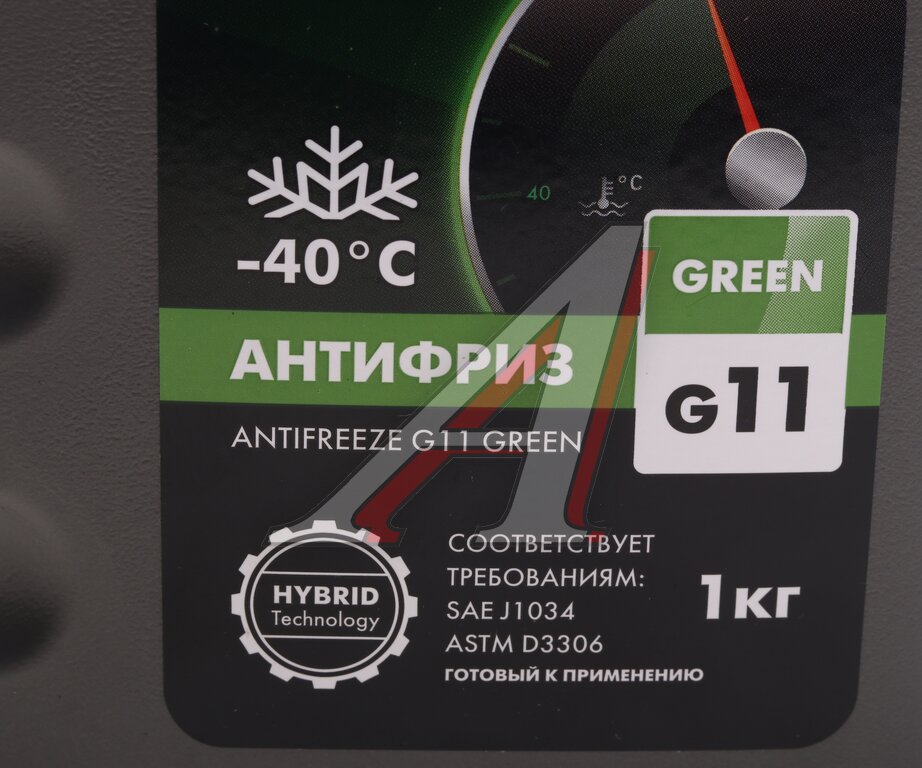 40
°C
-40°C
GREEN
G11
АНТИФРИЗ
ANTIFREEZE G11 GREEN
HYBRID
Technology
СООТВЕТСТВУЕТ
ТРЕБОВАНИЯМ:
SAE J1034
ASTM D3306
ГОТОВЫЙ К ПРИМЕНЕНИЮ
1кг